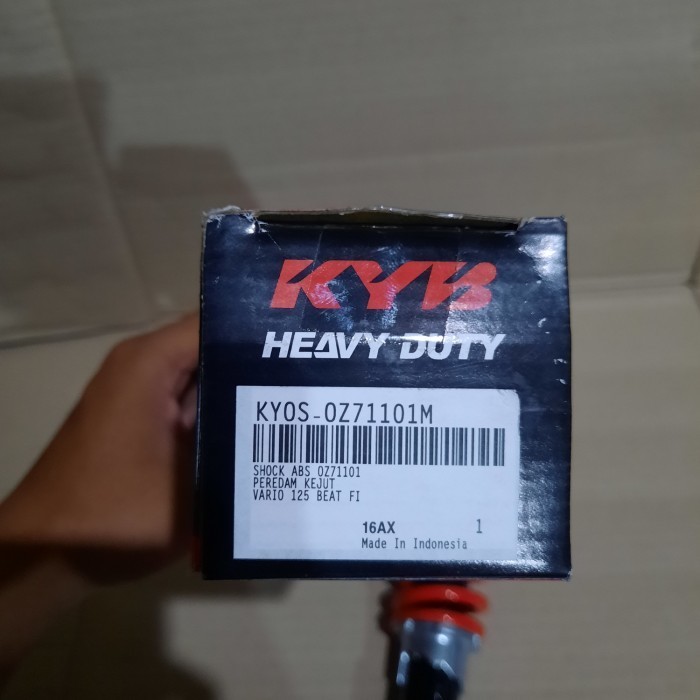 KYB
HEAVY DUTY
KYOS-OZ71101M
SHOCK ABS OZ71101
PEREDAM KEJUT
VARIO 125 BEAT FI
16AX 1
Made In Indonesia